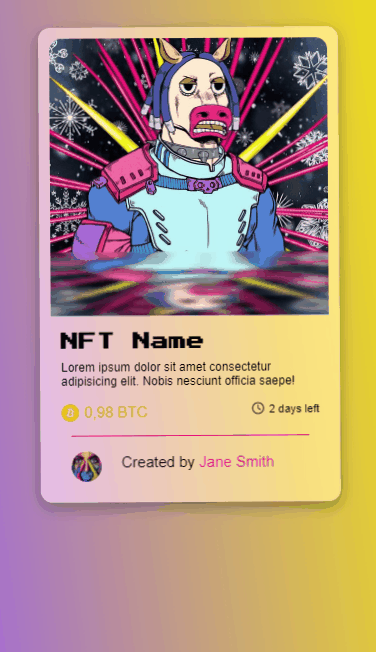 NFT Name
Lorem ipsum dolor sit amet consectetur
adipisicing elit. Nobis nesciunt officia saepe!
0,98 BTC
2 days left
Created by Jane Smith